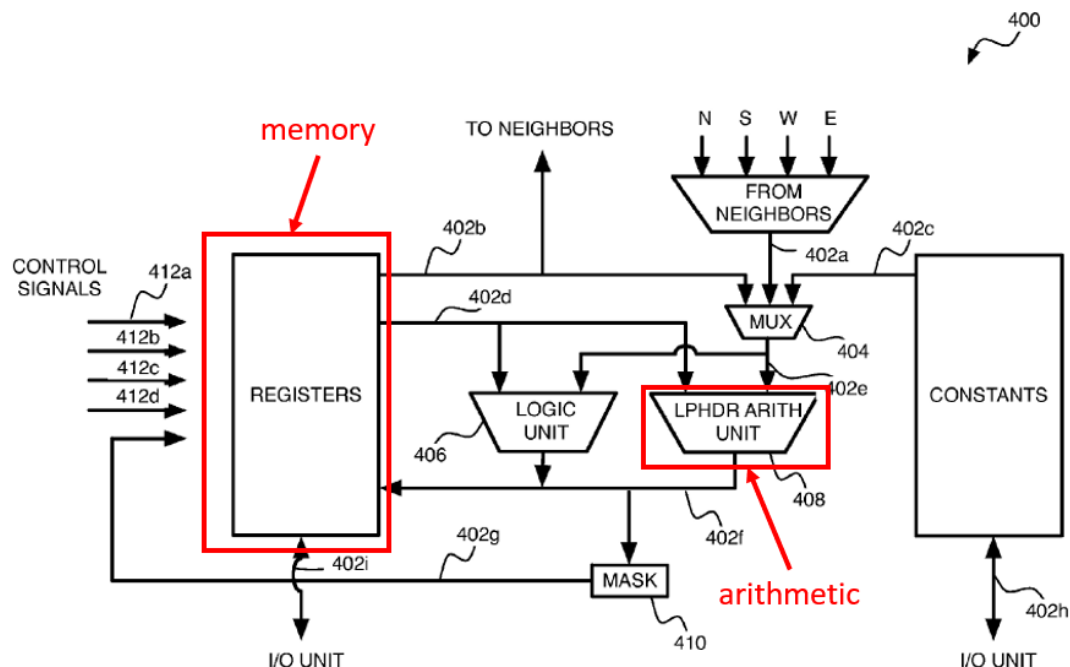 400
N S W E
memory
TO NEIGHBORS
FROM
NEIGHBORS
402b
402a
402c
CONTROL
SIGNALS
412a
402d
MUX
404
412b
412c
412d
402e
REGISTERS
LOGIC
UNIT
LPHDR ARITH
UNIT
CONSTANTS
406
408
402g
402f
402i
MASK
arithmetic
402h
410
I/O UNIT
I/O UNIT